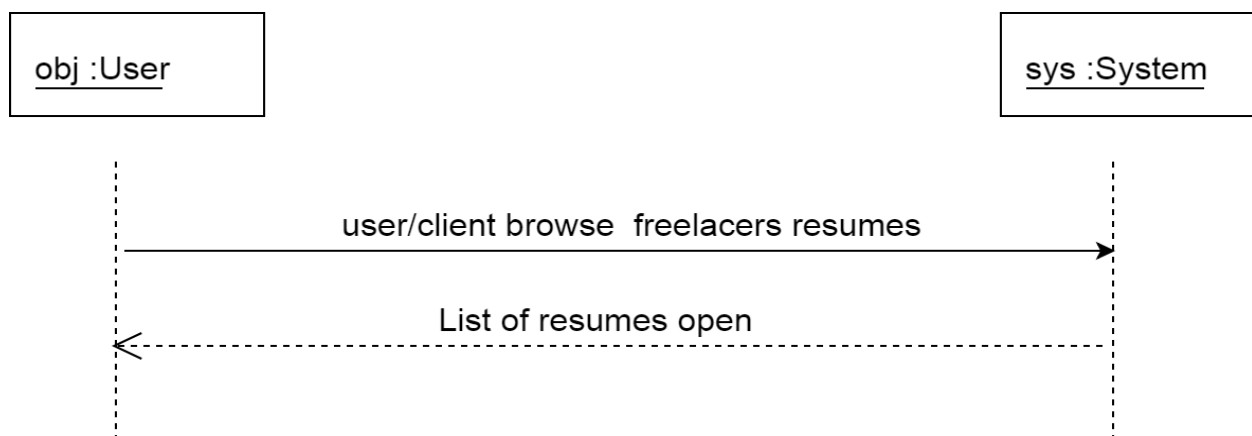 obj :User
sys :System
user/client browse  freelacers resumes
List of resumes open